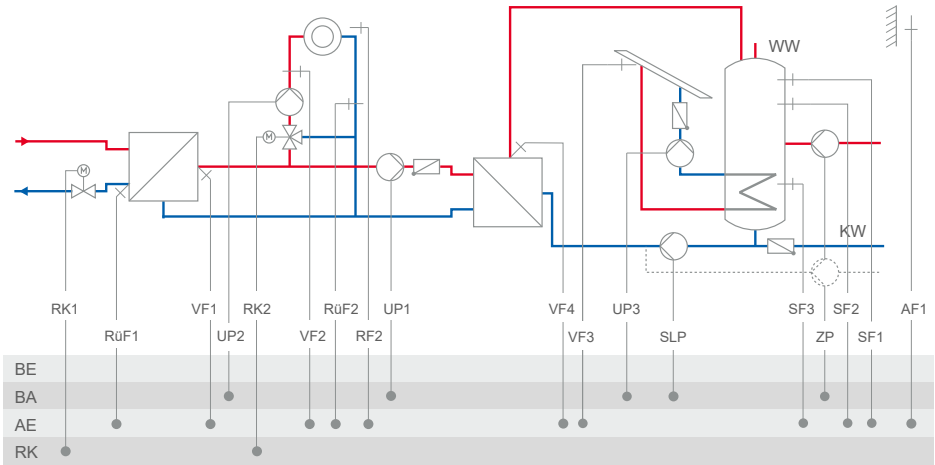 WW
M
M
KW
RK1 VF1 RK2 RüF2 UP1 VF4 UP3 SF3 SF2 AF1
RüF1 UP2 VF2 RF2 VF3 SLP ZP SF1
BE
BA
AE
RK